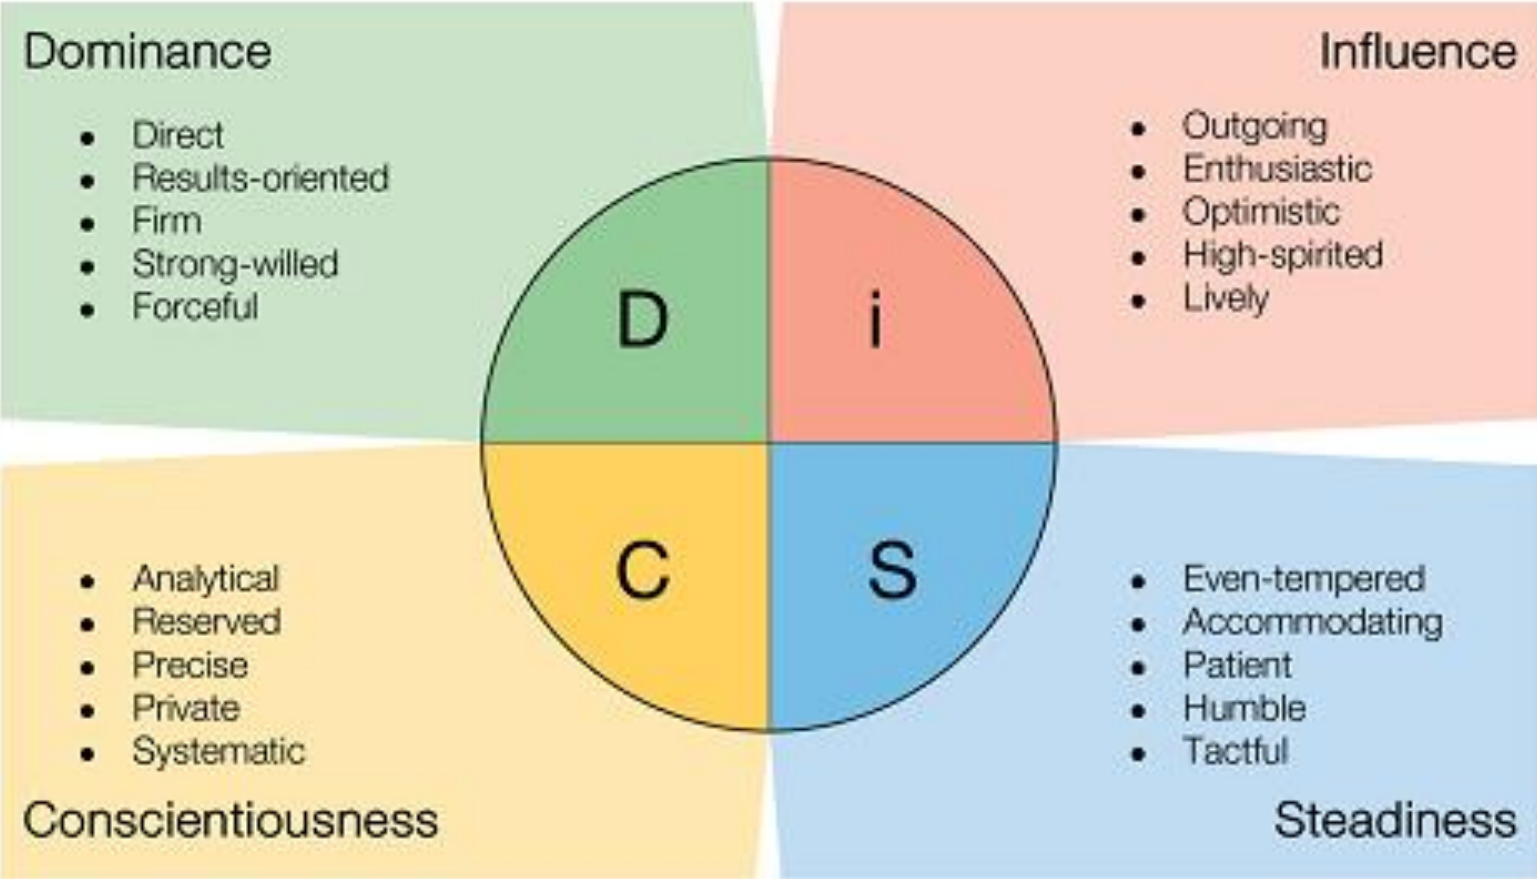 Dominance
• Direct
• Results-oriented
• Firm
• Strong-willed
• Forceful
Influence
• Outgoing
• Enthusiastic
• Optimistic
• High-spirited
• Lively
D
i
C
S
• Analytical
• Reserved
• Precise
• Private
• Systematic
Conscientiousness
• Even-tempered
• Accommodating
• Patient
• Humble
• Tactful
Steadiness